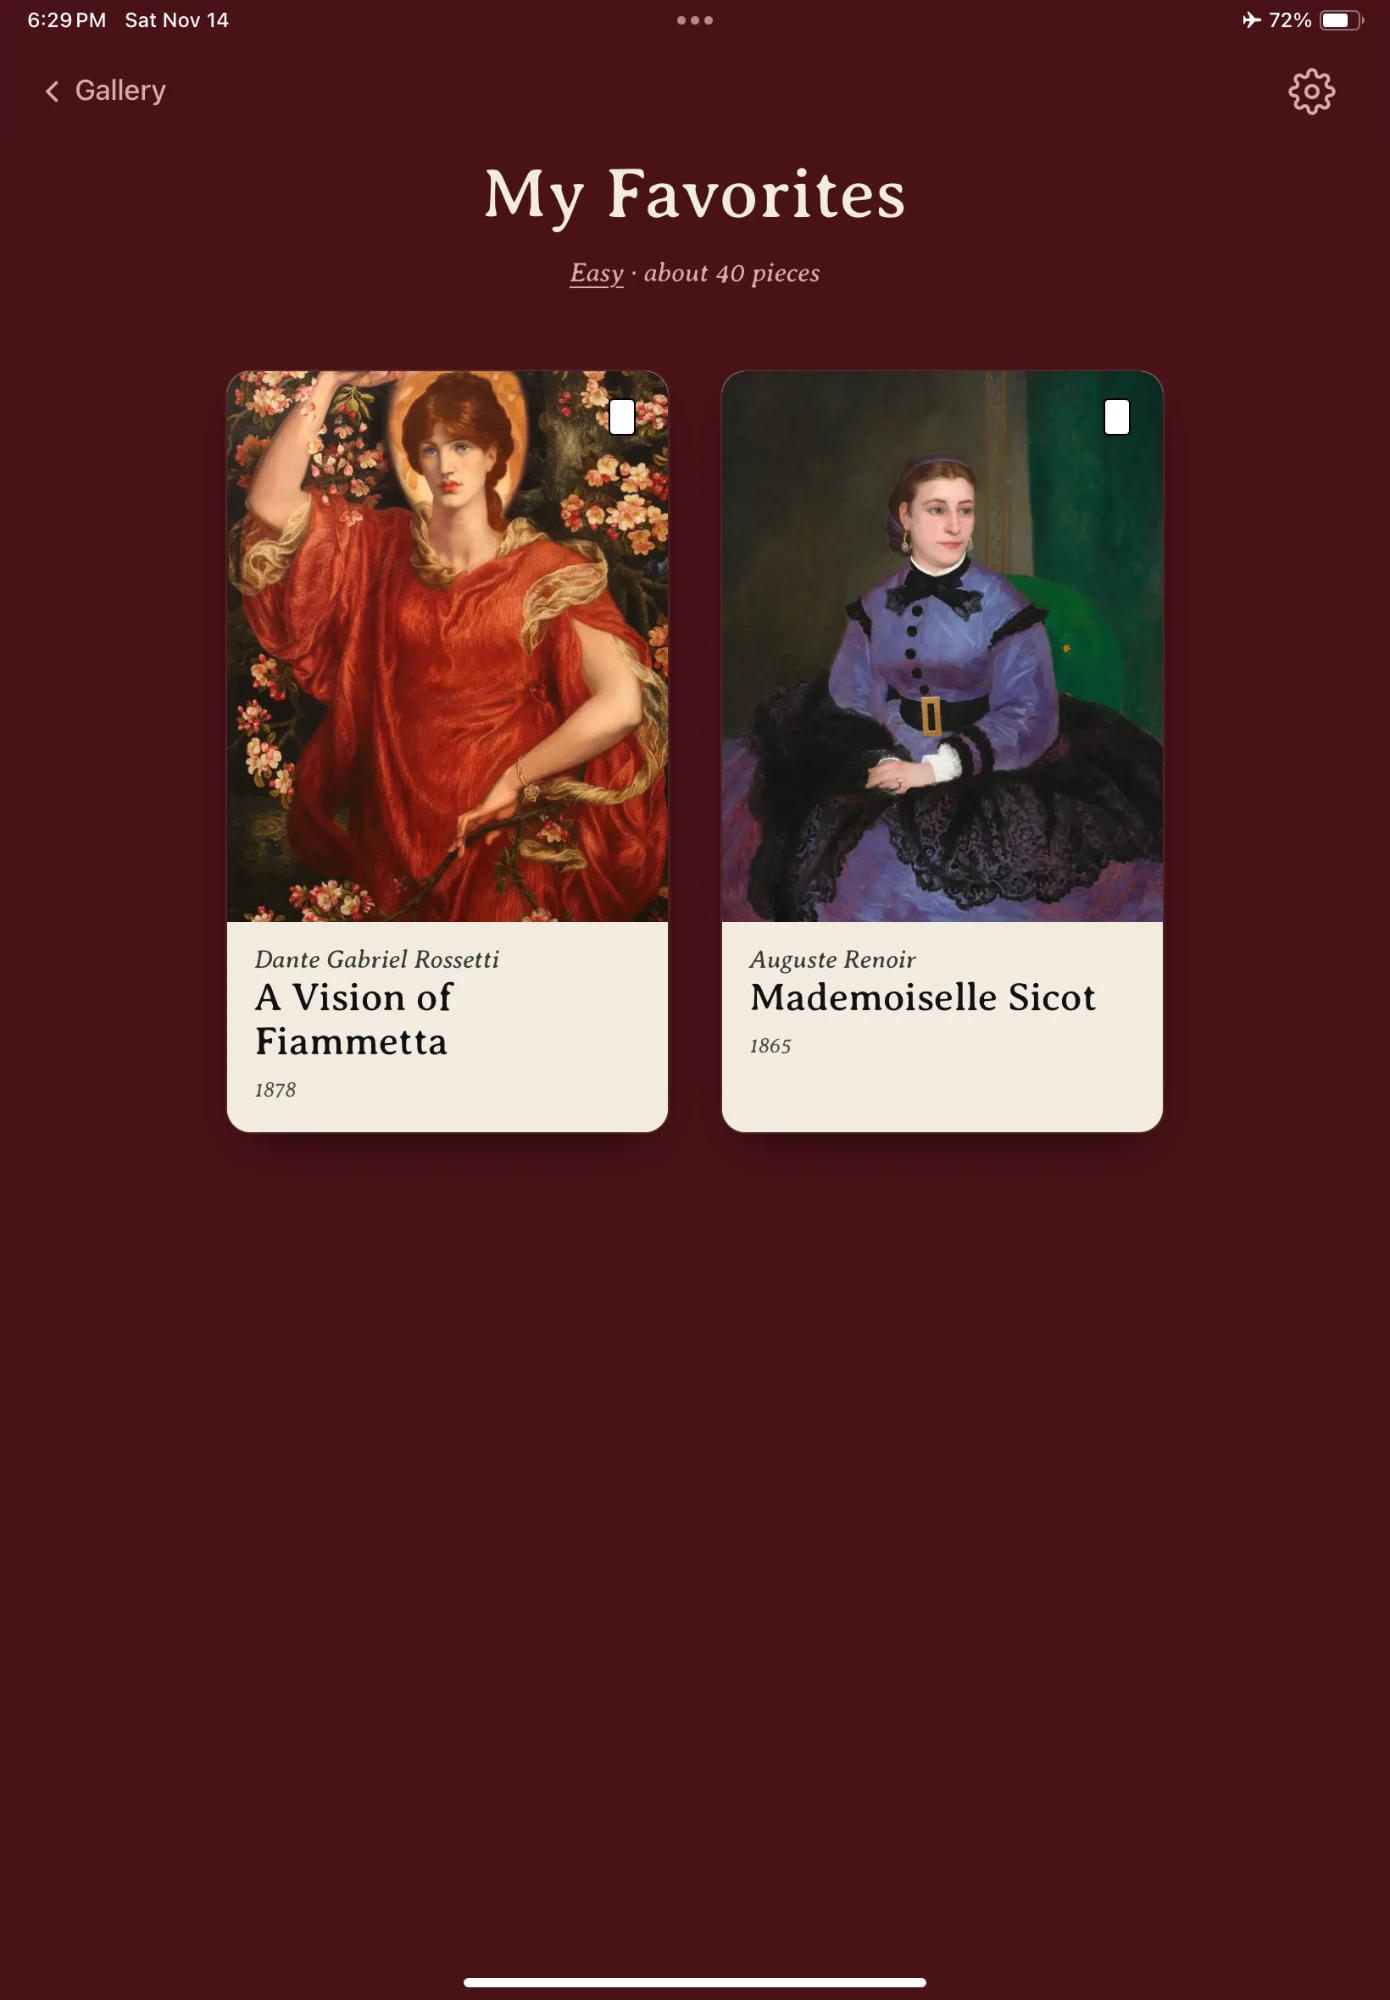 6:29 PM Sat Nov 14
72%
Gallery
My Favorites
Easy · about 40 pieces
Dante Gabriel Rossetti
A Vision of
Fiammetta
1878
Auguste Renoir
Mademoiselle Sicot
1865